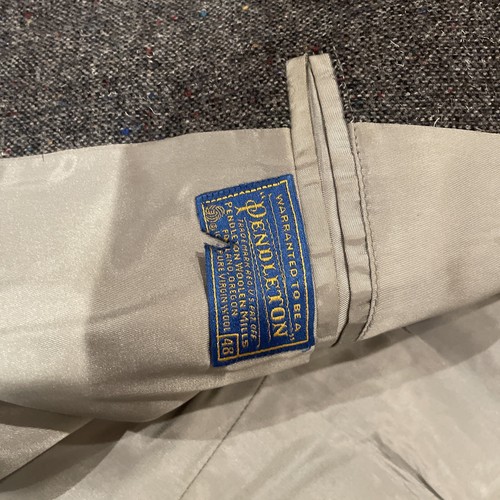 WARRANTED TO BE A
"PENDLETON"
TRADEMARK REG. U.S. PAT. OFF.
PENDLETON WOOLEN MILLS
PORTLAND, OREGON
PURE VIRGIN WOOL 48